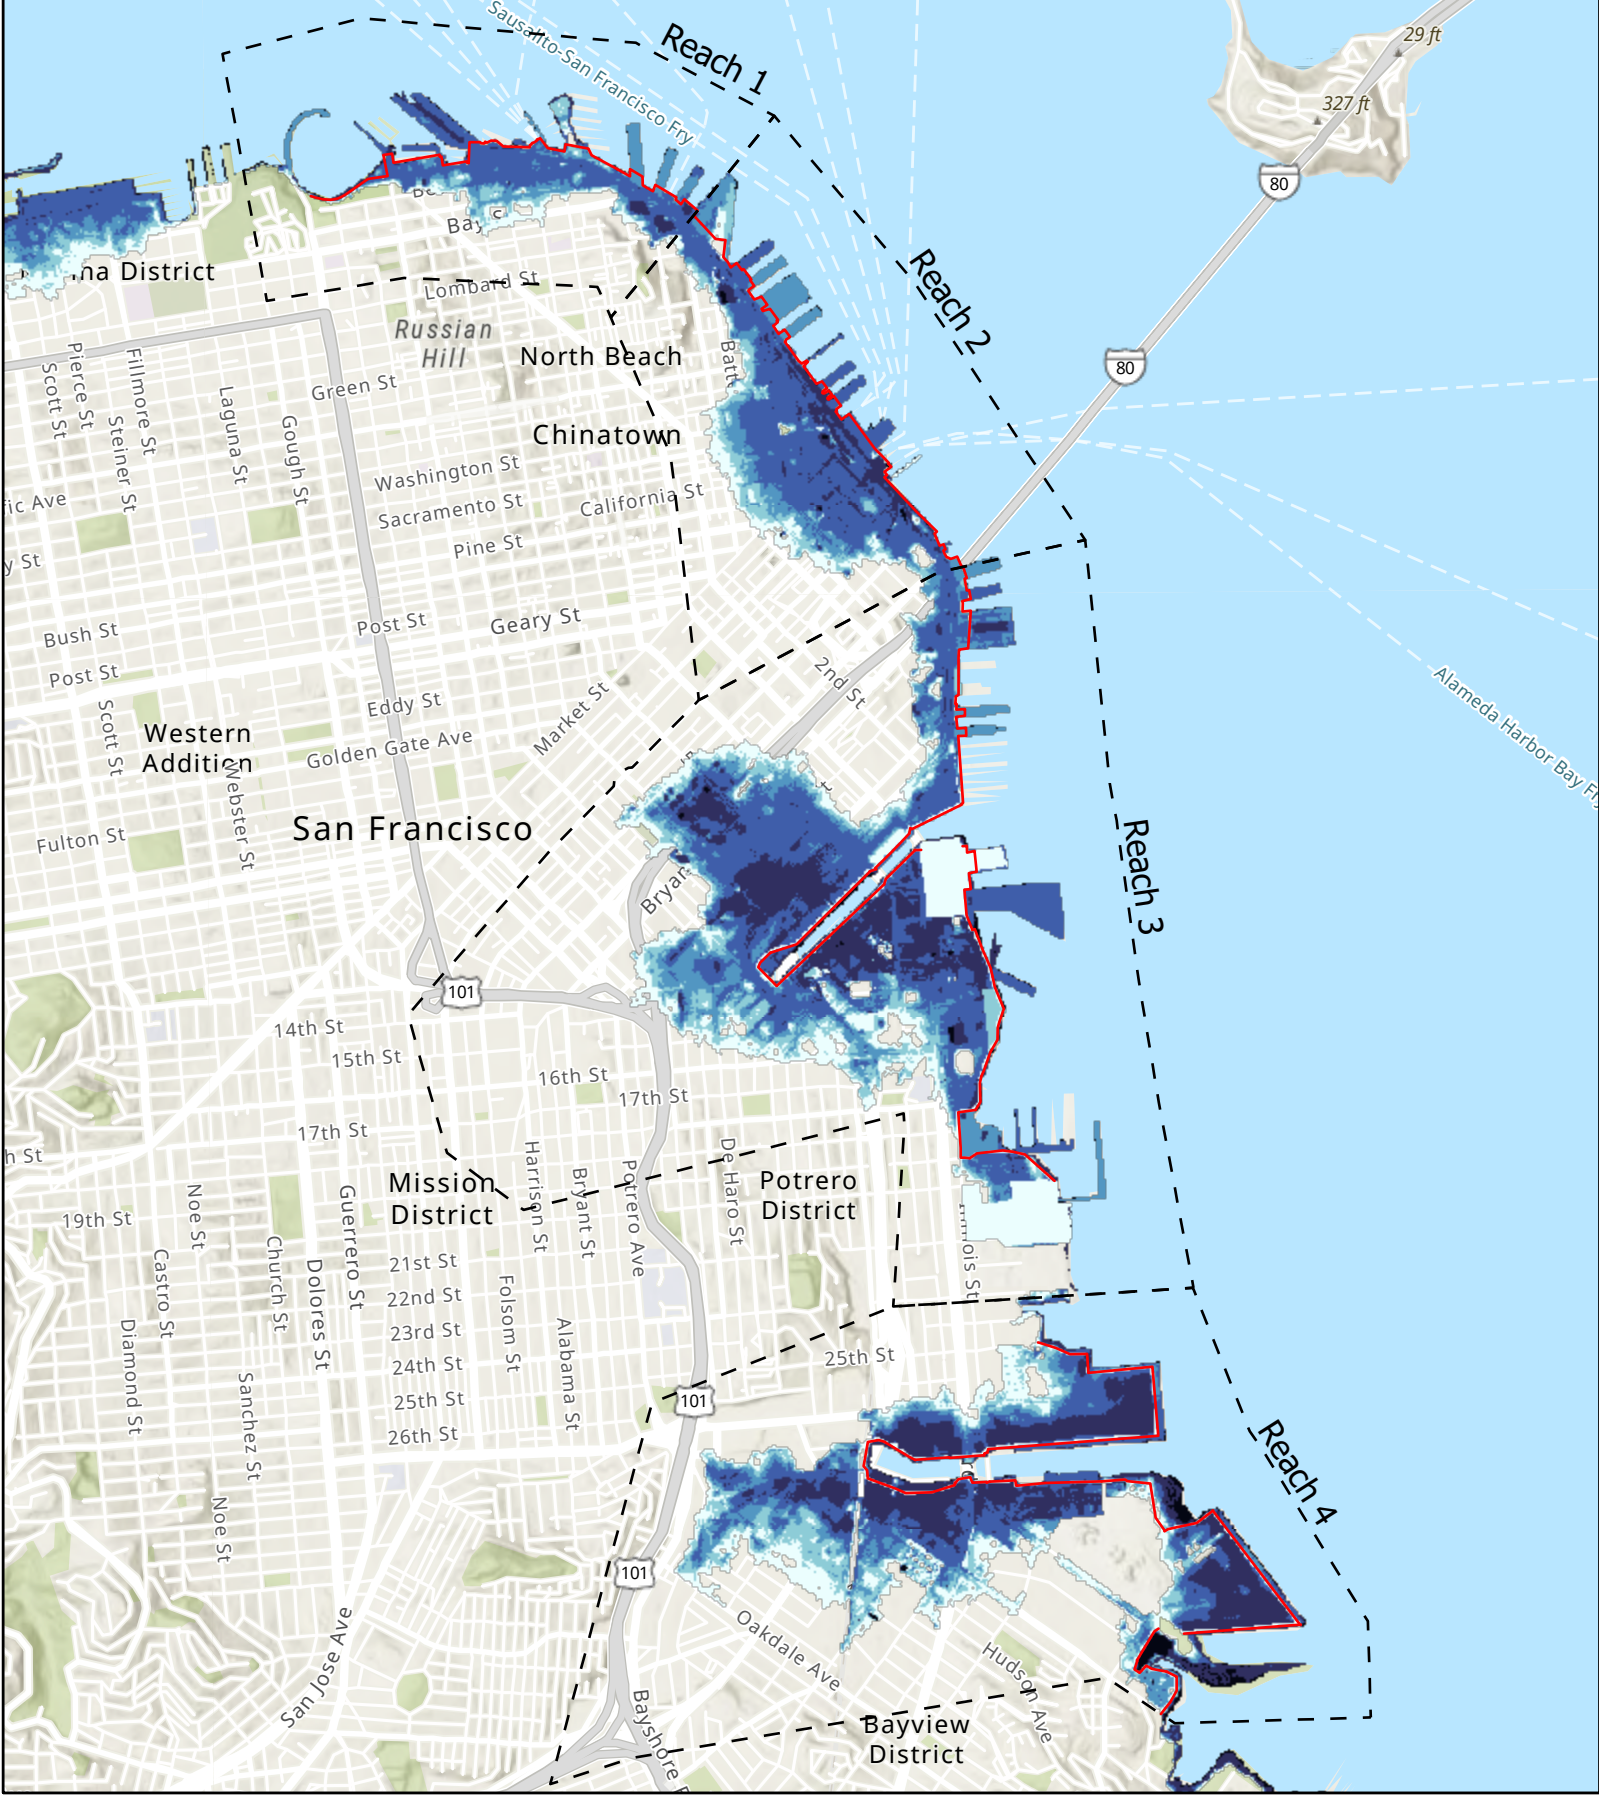 Sausalito-San Francisco Fry
Reach 1
29 ft
327 ft
80
Reach 2
80
Bay
Lombard St
Russian
Hill
North Beach
Chinatown
Pierce St
Scott St
Fillmore St
Steiner St
Laguna St
Gough St
Green St
Washington St
Sacramento St
California St
Pine St
Bush St
Post St
Post St
Geary St
Eddy St
Market St
2nd St
Scott St
Golden Gate Ave
Western
Addition
Webster St
Fulton St
San Francisco
Alameda Harbor Bay Fry
Reach 3
101
14th St
15th St
16th St
17th St
17th St
Mission
District
Potrero
District
Harrison St
Bryant St
Potrero Ave
De Haro St
19th St
Noe St
Castro St
Church St
Guerrero St
Dolores St
21st St
22nd St
23rd St
24th St
25th St
26th St
Folsom St
Alabama St
Diamond St
Sanchez St
Noe St
25th St
101
101
Reach 4
San Jose Ave
Oakdale Ave
Hudson Ave
Bayview
District
Bayshore